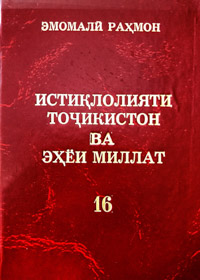 ЭМОМАЛӢ РАҲМОН
ИСТИҚЛОЛИЯТИ
ТОҶИКИСТОН
ВА
ЭҲЁИ МИЛЛАТ
16